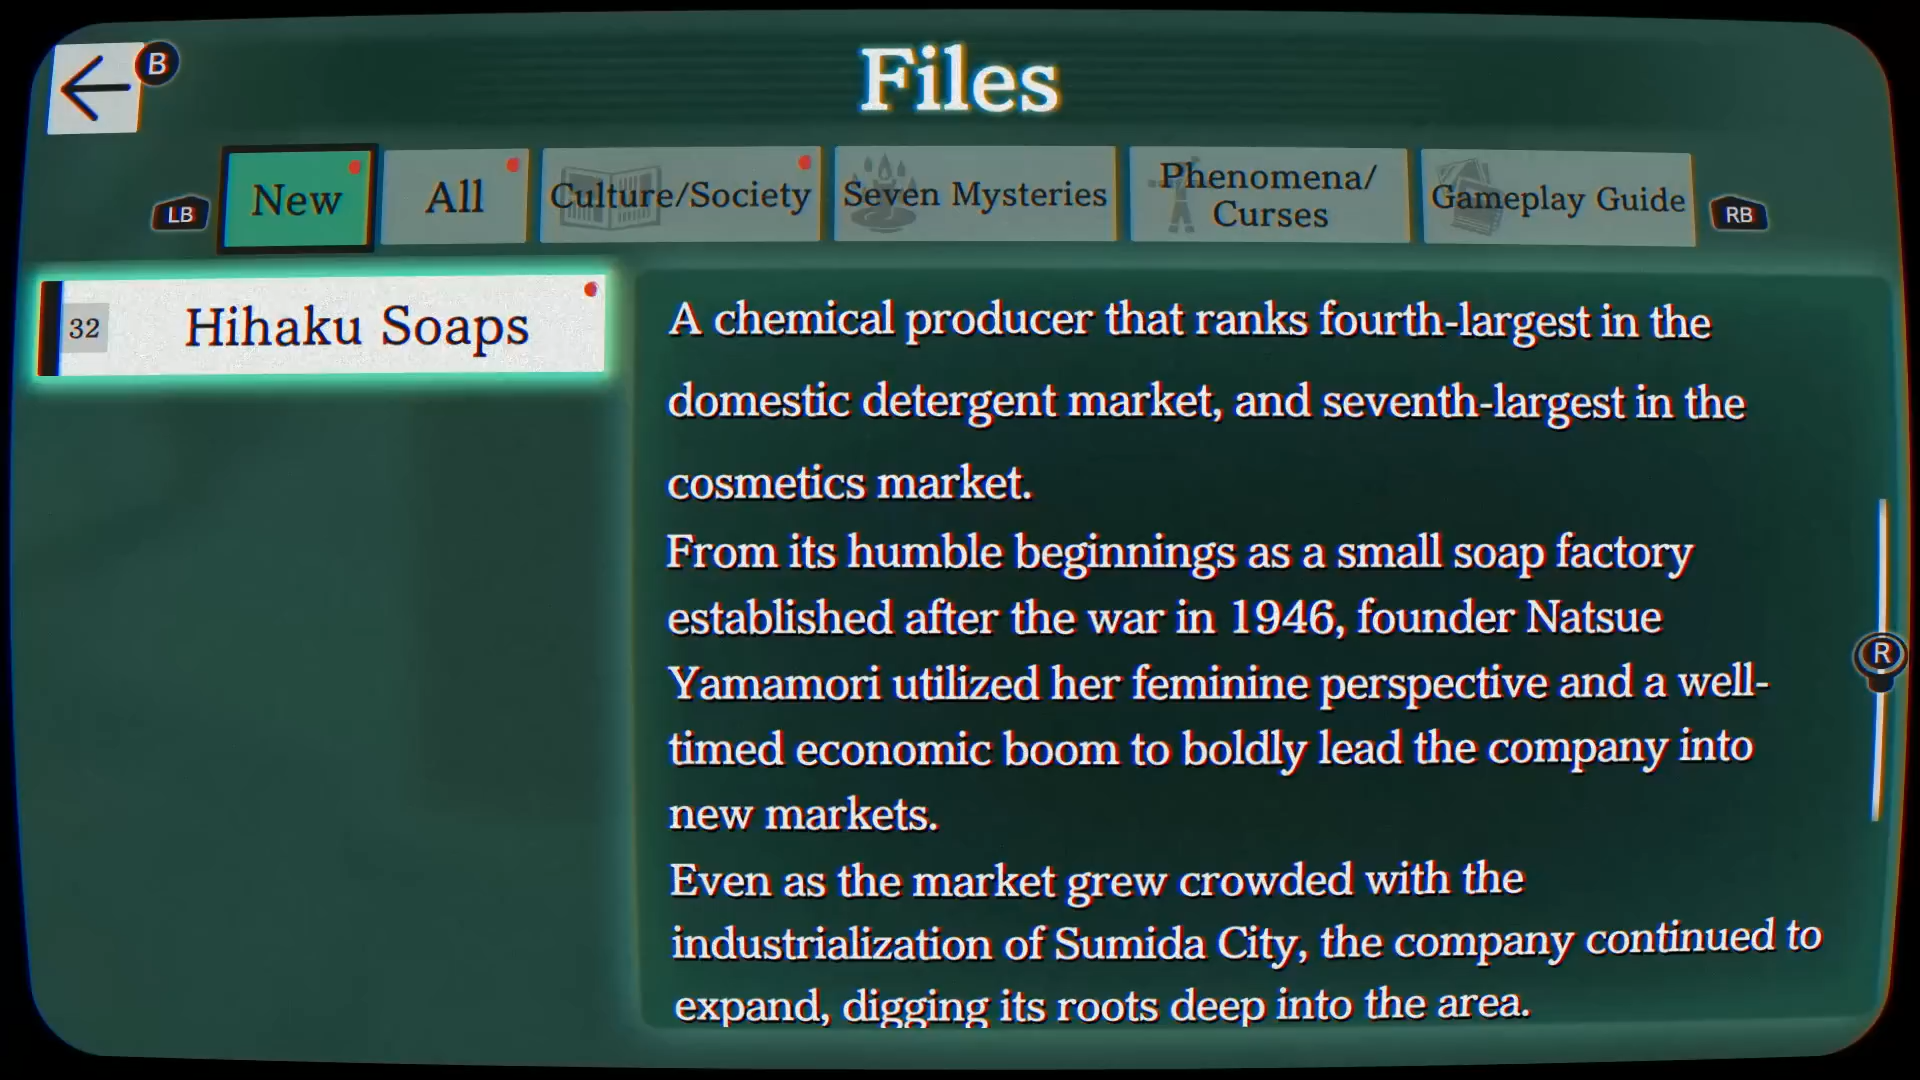 B
Files
LB
New
All
Culture/Society
Seven Mysteries
Phenomena/
Curses
Gameplay Guide
RB
32
Hihaku Soaps
A chemical producer that ranks fourth-largest in the
domestic detergent market, and seventh-largest in the
cosmetics market.
From its humble beginnings as a small soap factory
established after the war in 1946, founder Natsue
Yamamori utilized her feminine perspective and a well-
timed economic boom to boldly lead the company into
new markets.
Even as the market grew crowded with the
industrialization of Sumida City, the company continued to
expand, digging its roots deep into the area.
R